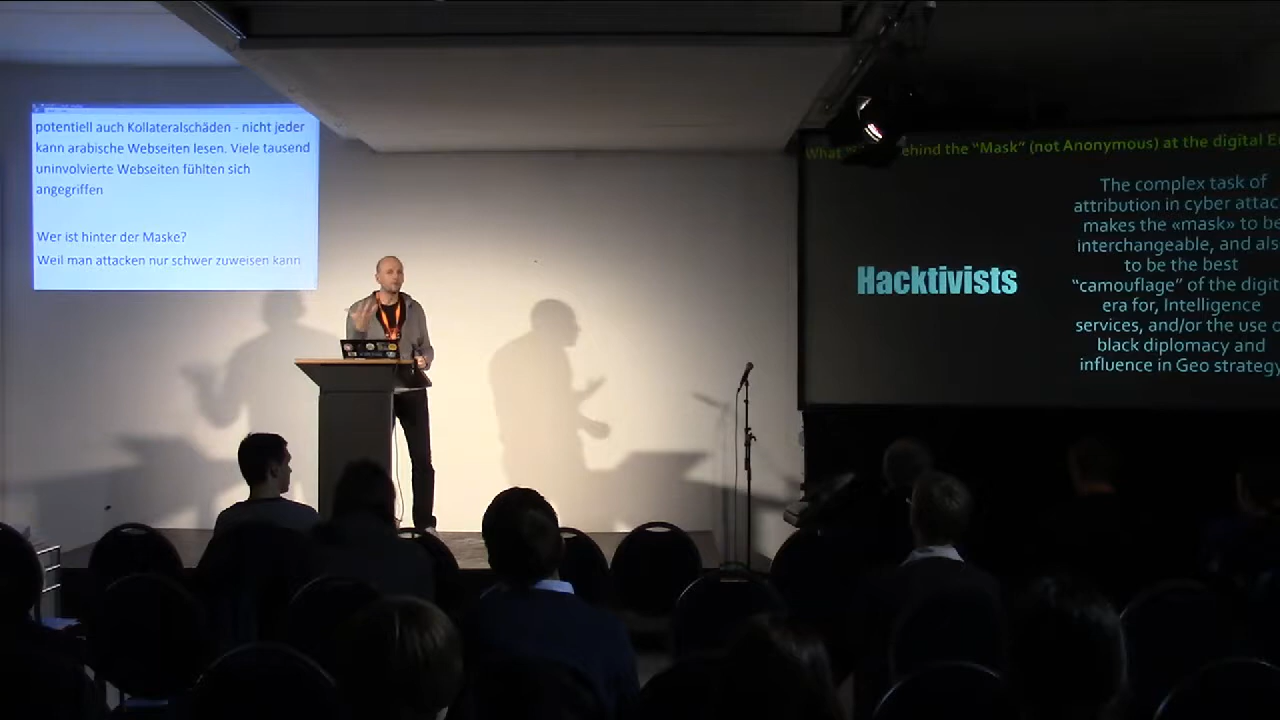 potentiell auch Kollateralschäden - nicht jeder
kann arabische Webseiten lesen. Viele tausend
uninvolvierte Webseiten fühlten sich
angegriffen
Wer ist hinter der Maske?
Weil man attacken nur schwer zuweisen kann
What ehind the "Mask" (not Anonymous) at the digital E
Hacktivists
The complex task of
attribution in cyber attac
makes the «mask» to be
interchangeable, and als
to be the best
"camouflage" of the digit
era for, Intelligence
services, and/or the use o
black diplomacy and
influence in Geo strategy